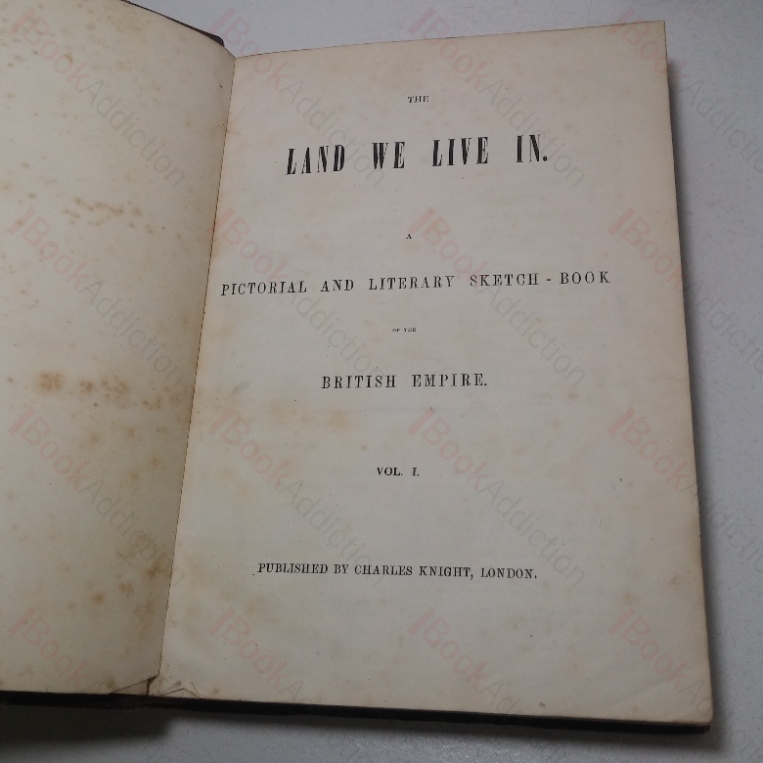 THE
LAND WE LIVE IN.
A
PICTORIAL AND LITERARY SKETCH-BOOK
OF THE
BRITISH EMPIRE.
VOL. I.
PUBLISHED BY CHARLES KNIGHT, LONDON.
BookAddiction